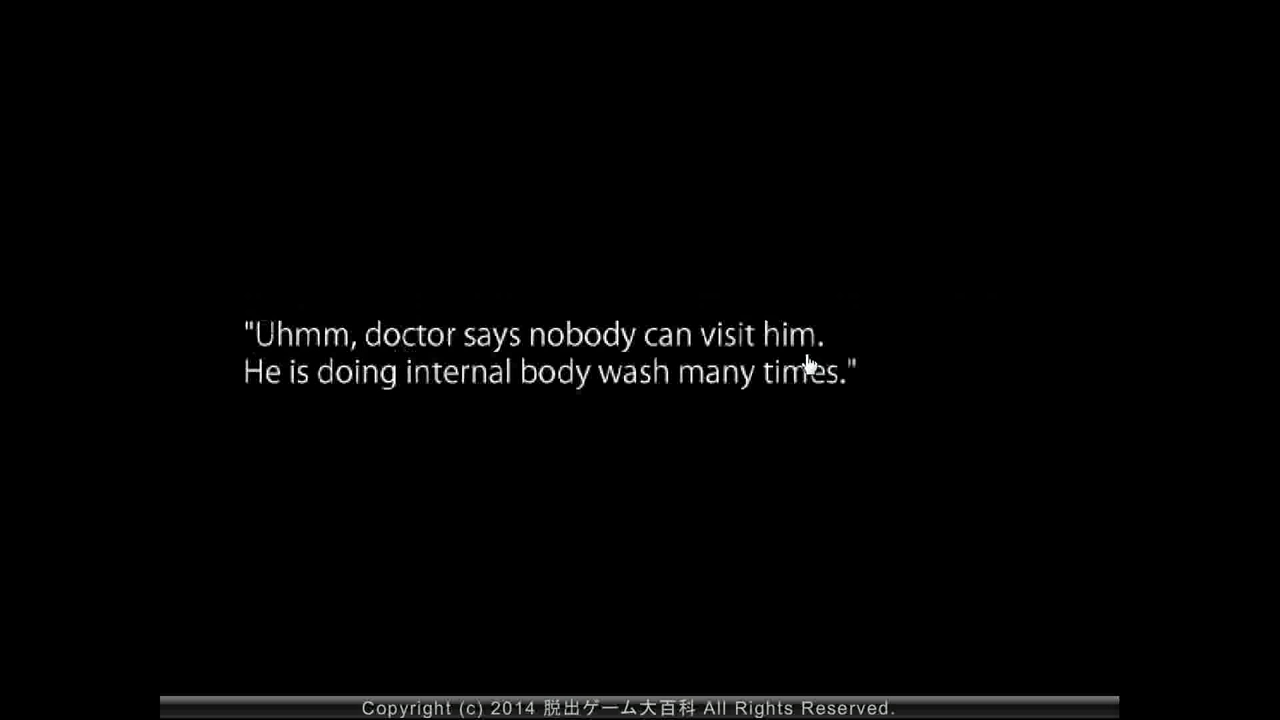 "Uhmm, doctor says nobody can visit him.
He is doing internal body wash many times."
Copyright (c) 2014 脱出ゲーム大百科 All Rights Reserved.